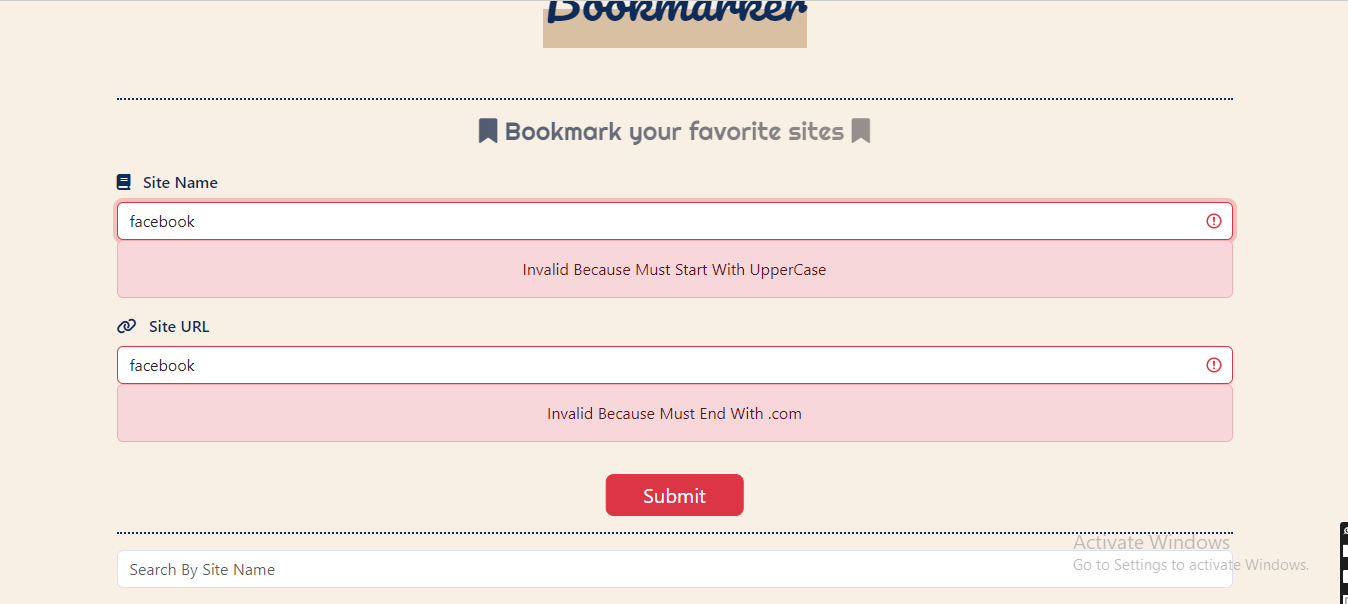 Bookmarker
Bookmark your favorite sites
Site Name
facebook
Invalid Because Must Start With UpperCase
Site URL
facebook
Invalid Because Must End With .com
Submit
Activate Windows
Go to Settings to activate Windows.
Search By Site Name